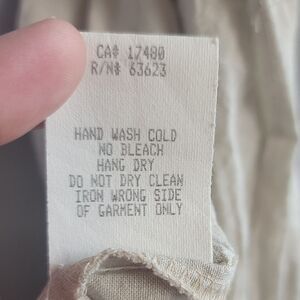 CA# 17480
R/N# 63623
HAND WASH COLD
NO BLEACH
HANG DRY
DO NOT DRY CLEAN
IRON WRONG SIDE
OF GARMENT ONLY